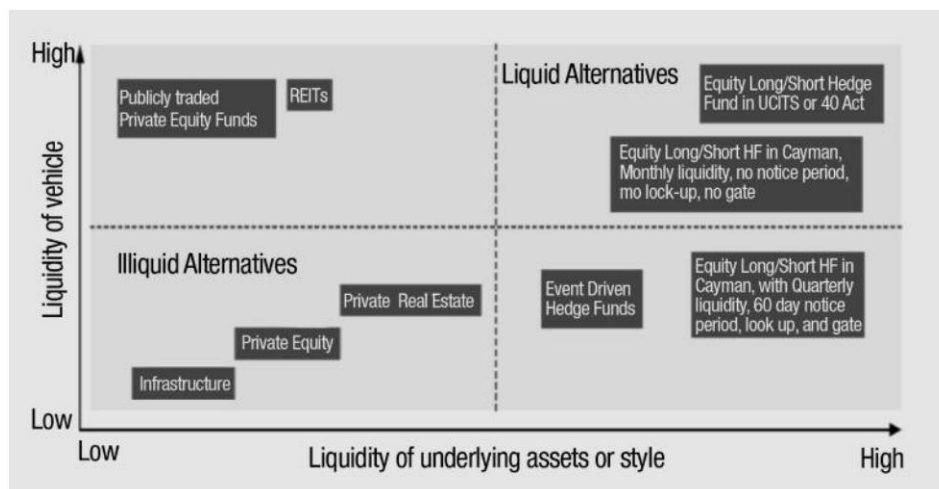 High
Liquidity of vehicle
Low
Publicly traded
Private Equity Funds
REITs
Liquid Alternatives
Equity Long/Short Hedge
Fund in UCITS or 40 Act
Equity Long/Short HF in Cayman,
Monthly liquidity, no notice period,
mo lock-up, no gate
Illiquid Alternatives
Private Real Estate
Private Equity
Infrastructure
Event Driven
Hedge Funds
Equity Long/Short HF in
Cayman, with Quarterly
liquidity, 60 day notice
period, look up, and gate
Low
Liquidity of underlying assets or style
High